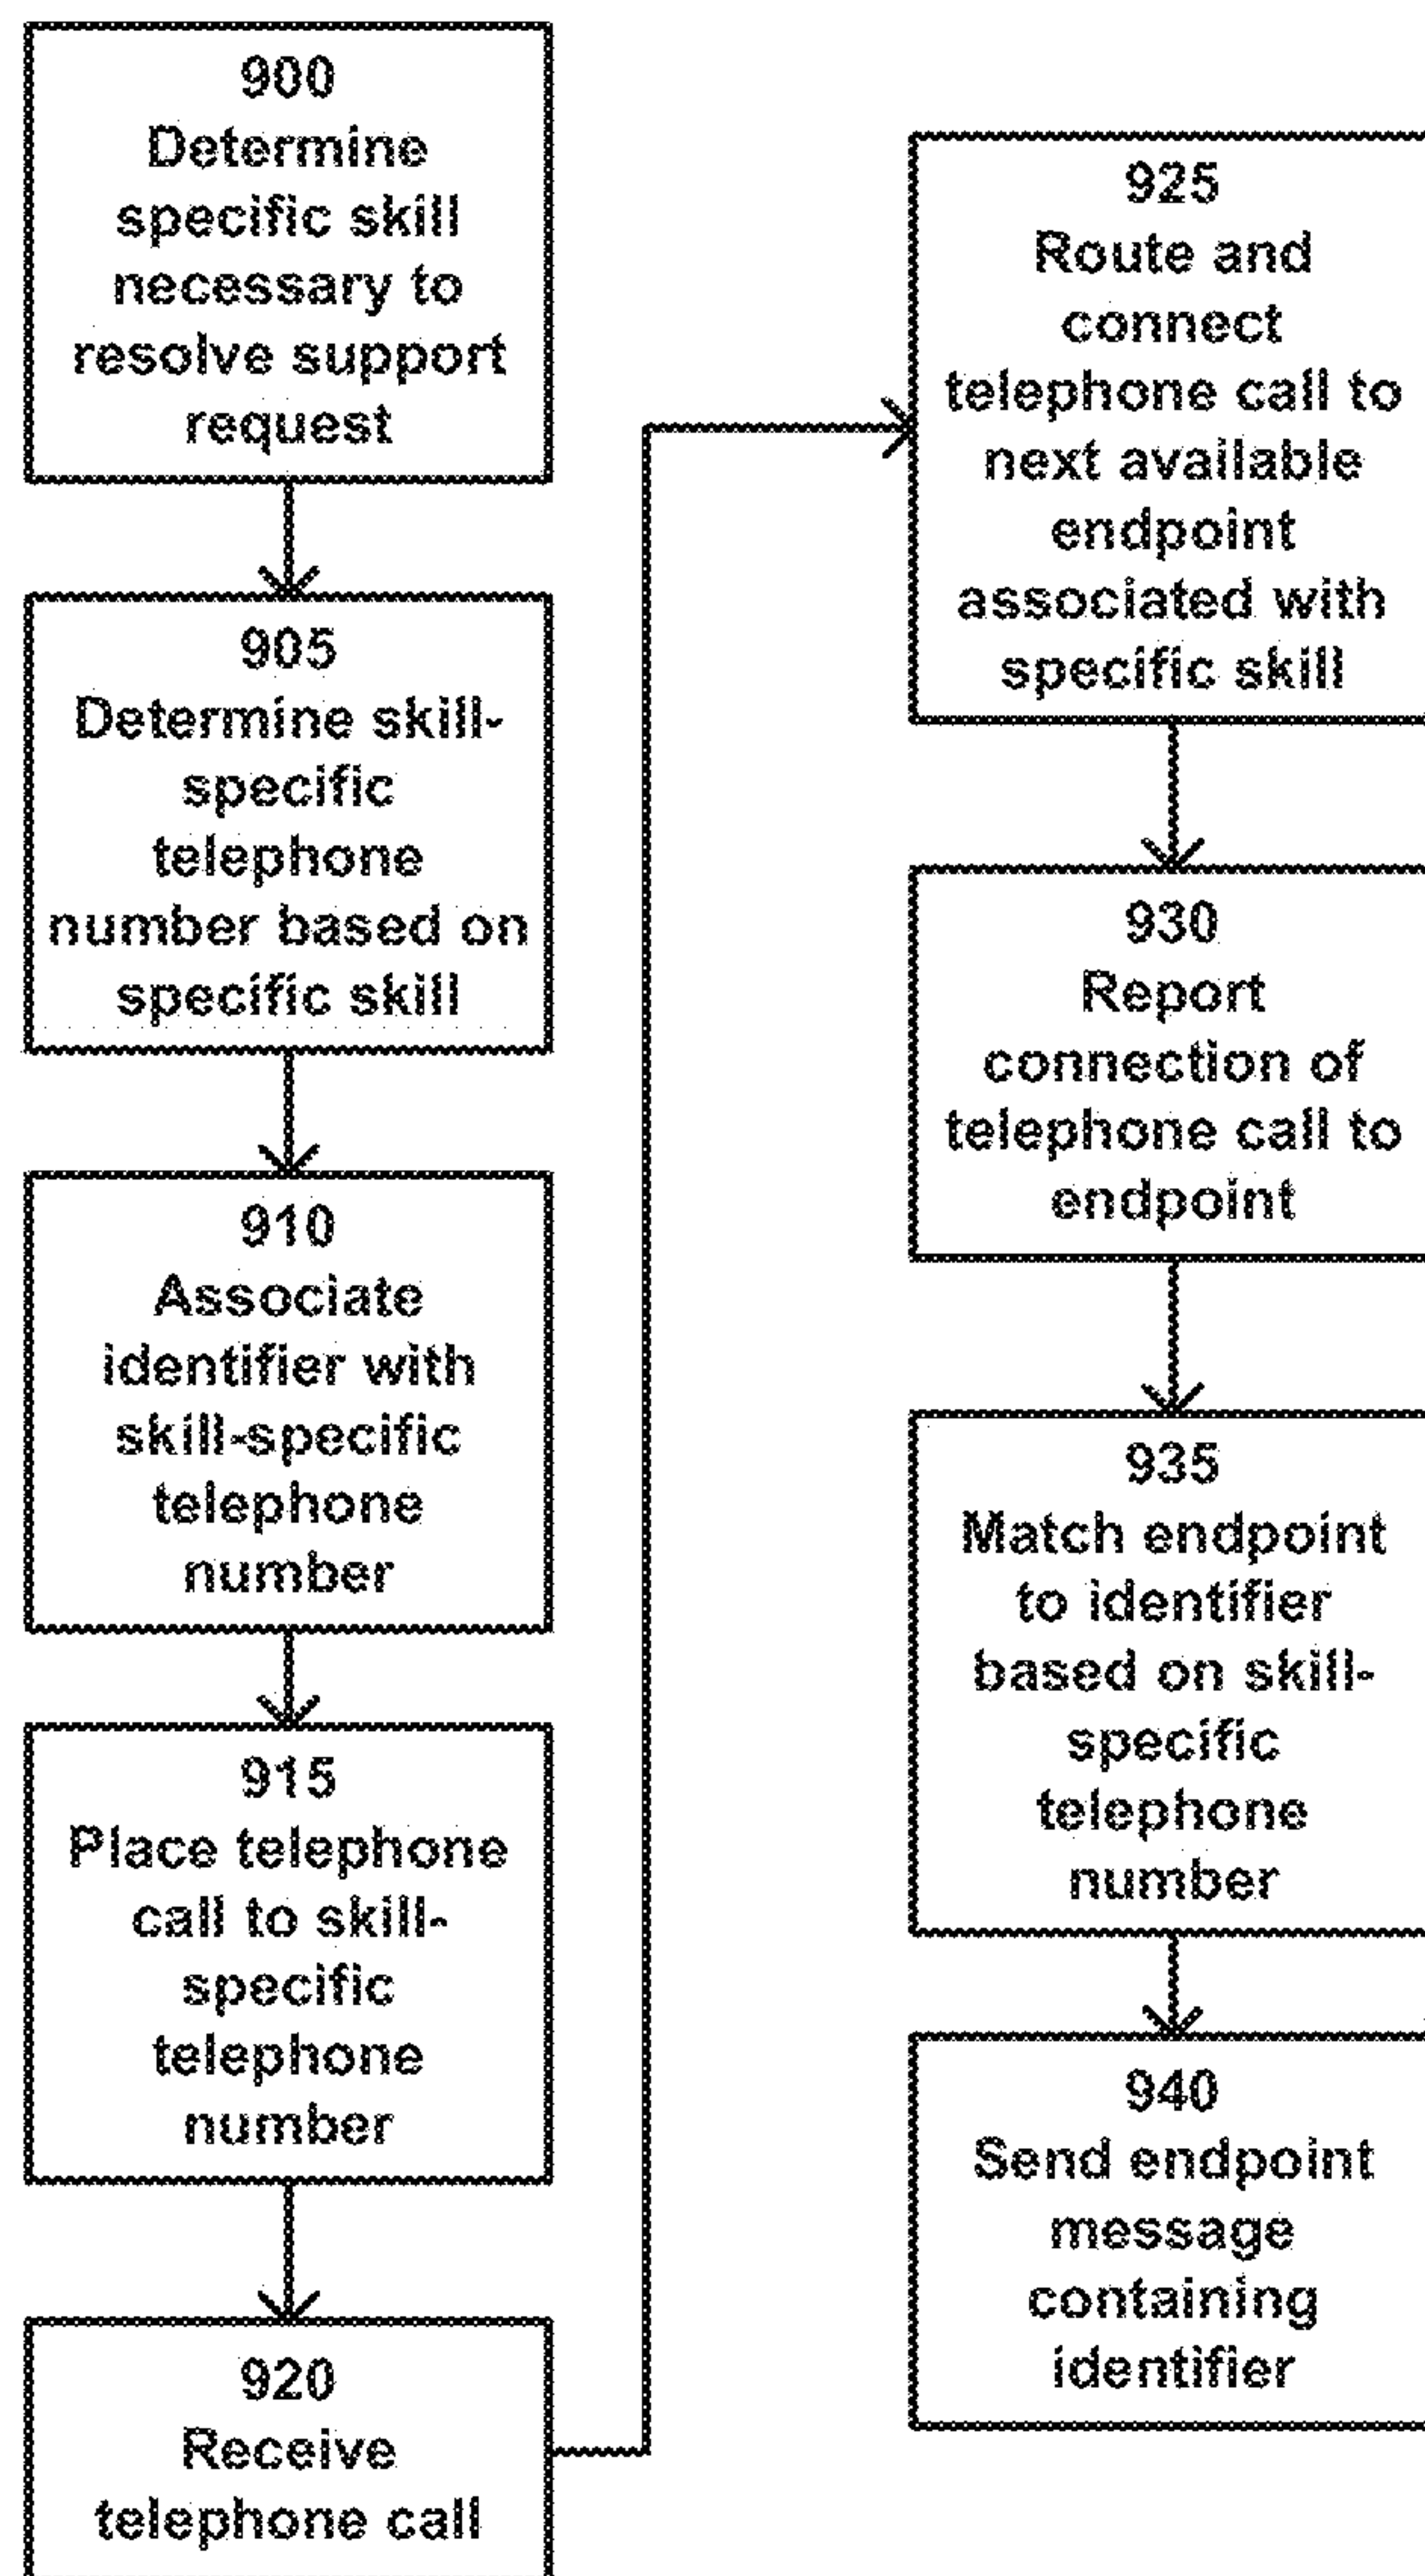 900
Determine
specific skill
necessary to
resolve support
request
905
Determine skill-
specific
telephone
number based on
specific skill
910
Associate
identifier with
skill-specific
telephone
number
915
Place telephone
call to skill-
specific
telephone
number
920
Receive
telephone call
925
Route and
connect
telephone call to
next available
endpoint
associated with
specific skill
930
Report
connection of
telephone call to
endpoint
935
Match endpoint
to identifier
based on skill-
specific
telephone
number
940
Send endpoint
message
containing
identifier